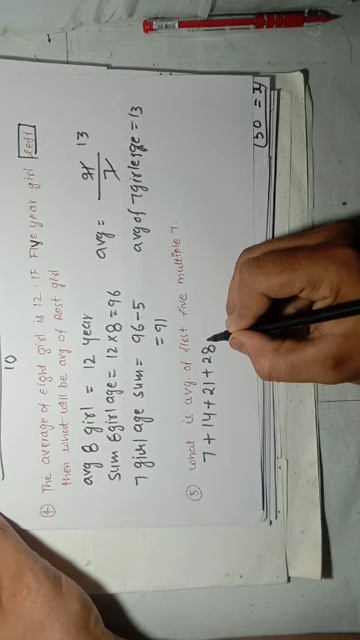 10
④ The average of eight girl is 12. If Five year girl
then what will be avg of Rest girl
avg 8 girl = 12 year
sum 8 girl age = 12 × 8 = 96
7 girl age sum = 96 - 5
= 91
avg = 91/7 13
avg of 7 girl age = 13
⑤ what is avg. of first five multiple 7.
7 + 14 + 21 + 28